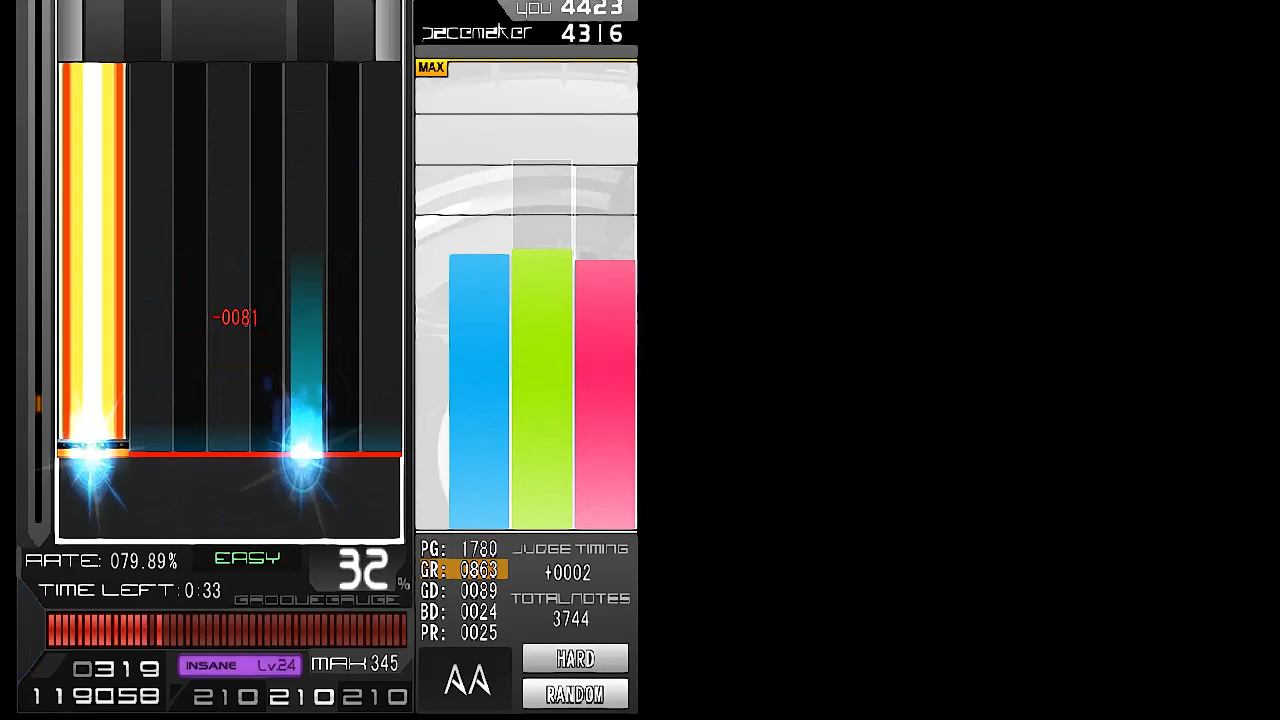 YOU 4423
pacemaker 4316
MAX
-0081
RATE: 079.89% EASY 32 %
TIME LEFT: 0:33
GROOVEGAUGE
0319 INSANE Lv.24 MAX 345
119058 210 210 210
PG: 1780
GR: 0863
GD: 0089
BD: 0024
PR: 0025
JUDGE TIMING
+0002
TOTALNOTES
3744
AA
HARD
RANDOM